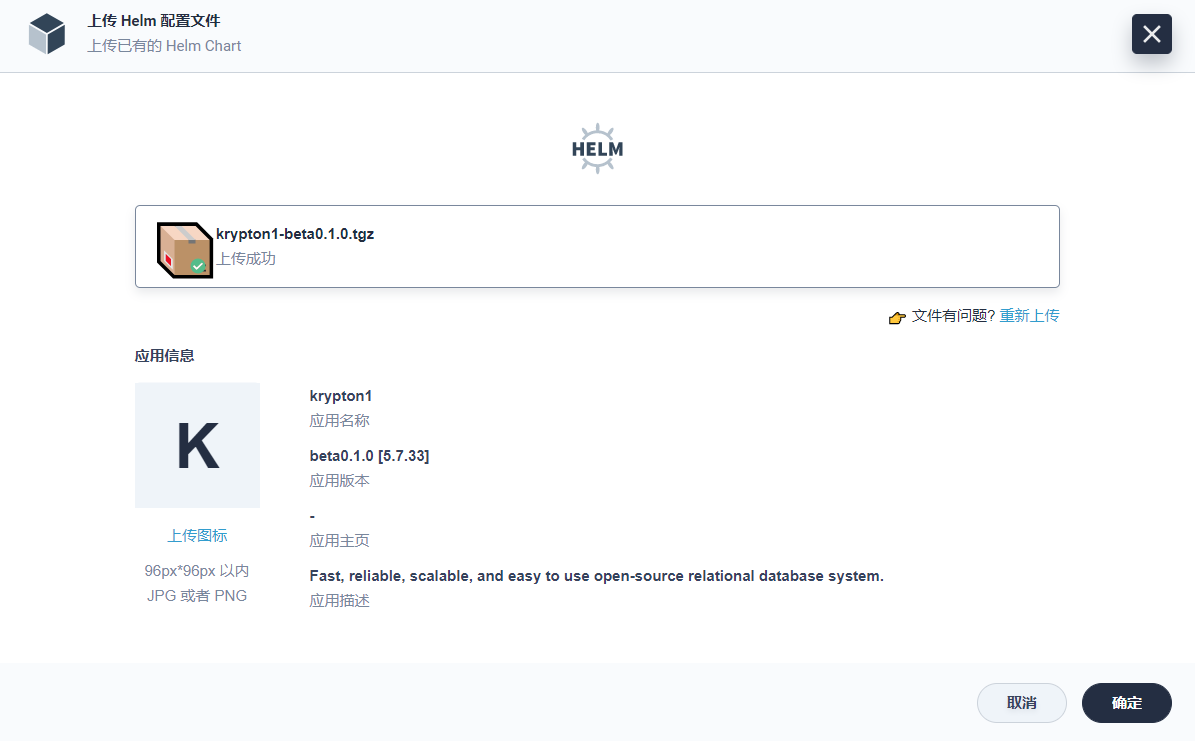 上传 Helm 配置文件
上传已有的 Helm Chart
HELM
krypton1-beta0.1.0.tgz
上传成功
文件有问题? 重新上传
应用信息
K
上传图标
96px*96px 以内
JPG 或者 PNG
krypton1
应用名称
beta0.1.0 [5.7.33]
应用版本
-
应用主页
Fast, reliable, scalable, and easy to use open-source relational database system.
应用描述
取消
确定